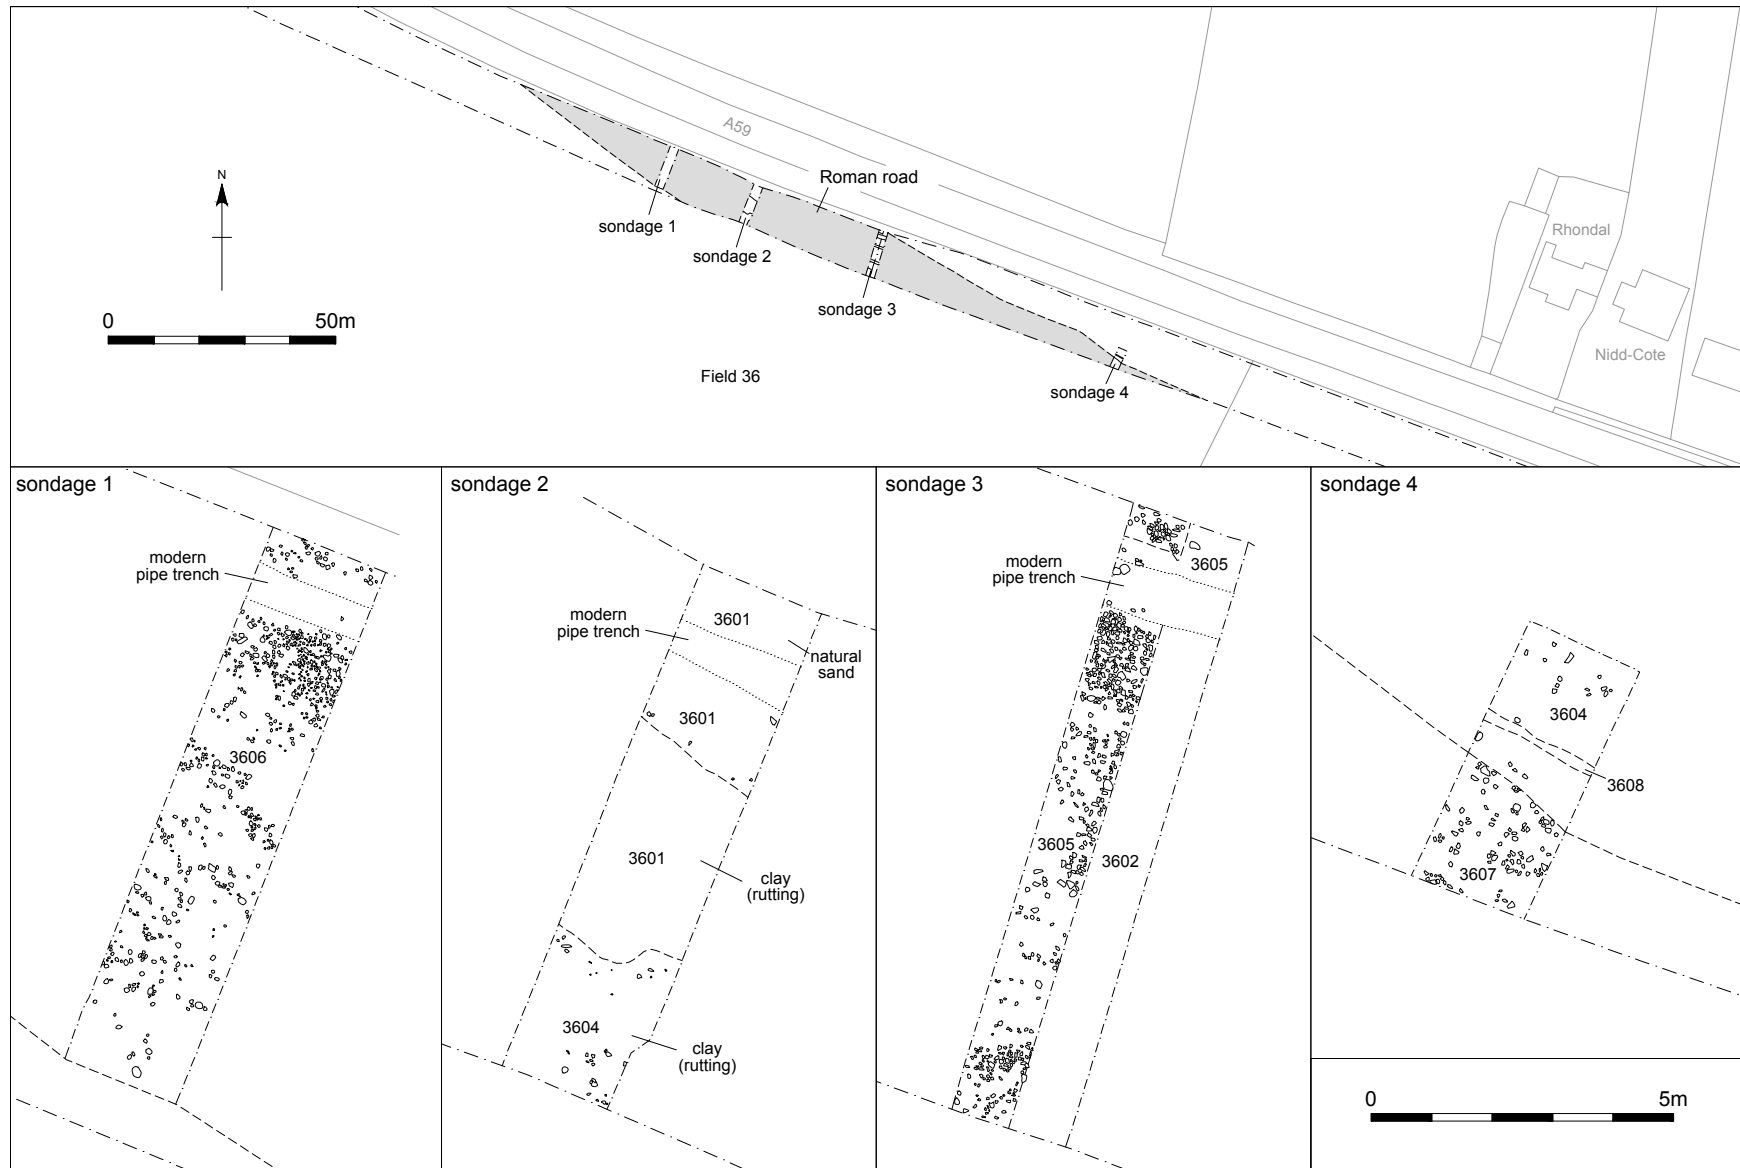 A59
N
Roman road
sondage 1
Rhondal
sondage 2
sondage 3
0 50m
Nidd-Cote
Field 36
sondage 4
sondage 1
modern
pipe trench
3606
sondage 2
3601
modern
pipe trench
natural
sand
3601
3601
clay
(rutting)
3604
clay
(rutting)
sondage 3
modern
pipe trench
3605
3605
3602
sondage 4
3604
3608
3607
0 5m